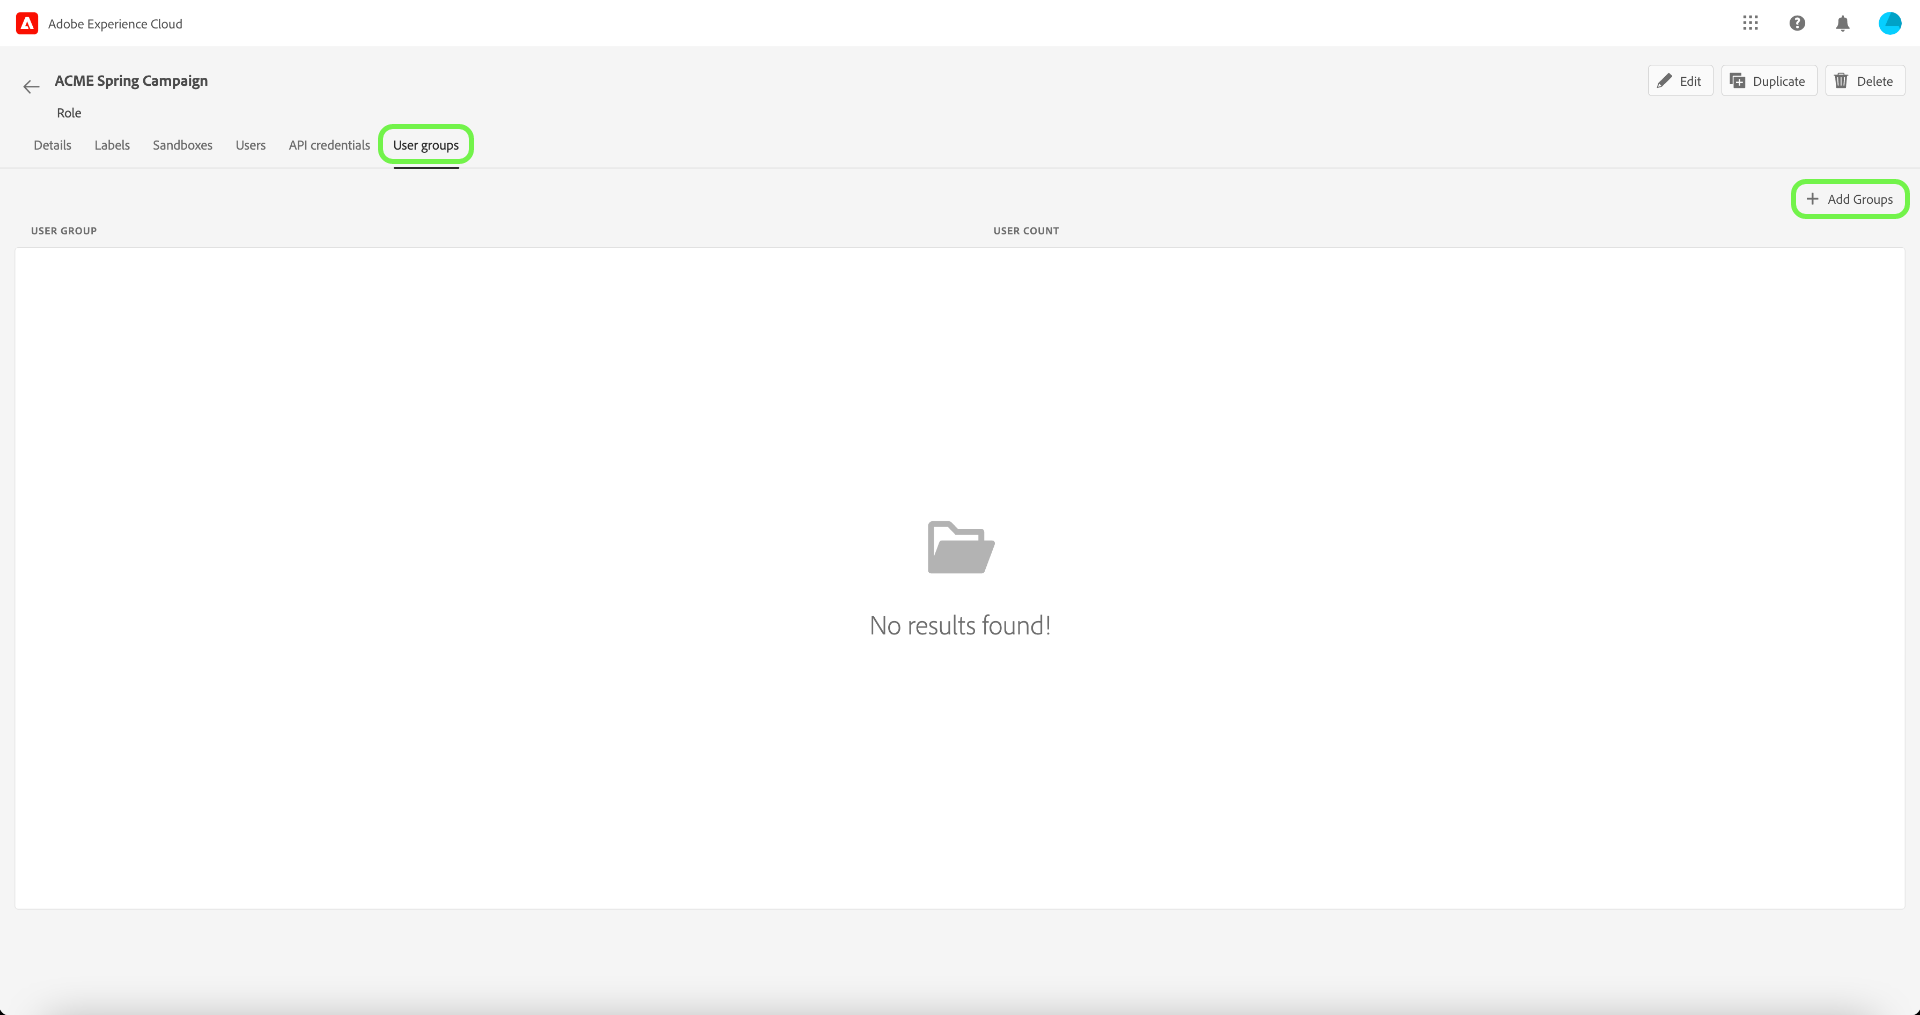 Adobe Experience Cloud
ACME Spring Campaign
Edit
Duplicate
Delete
Role
Details
Labels
Sandboxes
Users
API credentials
User groups
Add Groups
USER GROUP
USER COUNT
No results found!